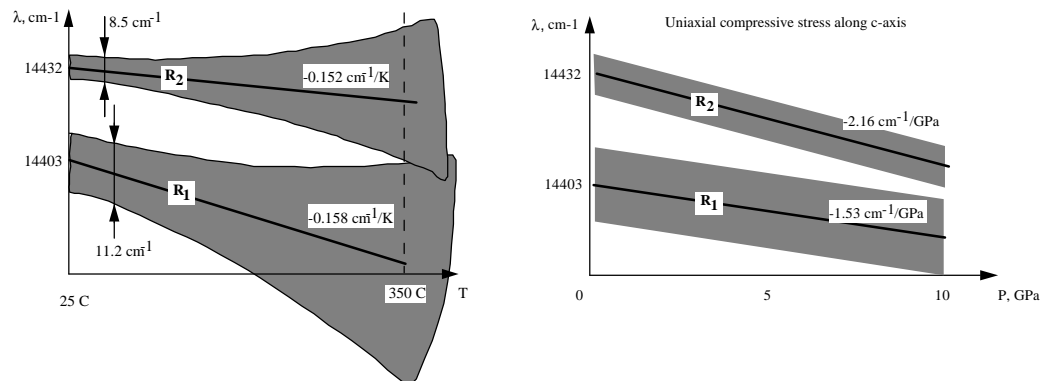 λ, cm-1
8.5 cm-1
14432
R2
-0.152 cm-1/K
14403
R1
-0.158 cm-1/K
11.2 cm-1
25 C
350 C
T
Uniaxial compressive stress along c-axis
λ, cm-1
14432
R2
-2.16 cm-1/GPa
14403
R1
-1.53 cm-1/GPa
0
5
10
P, GPa